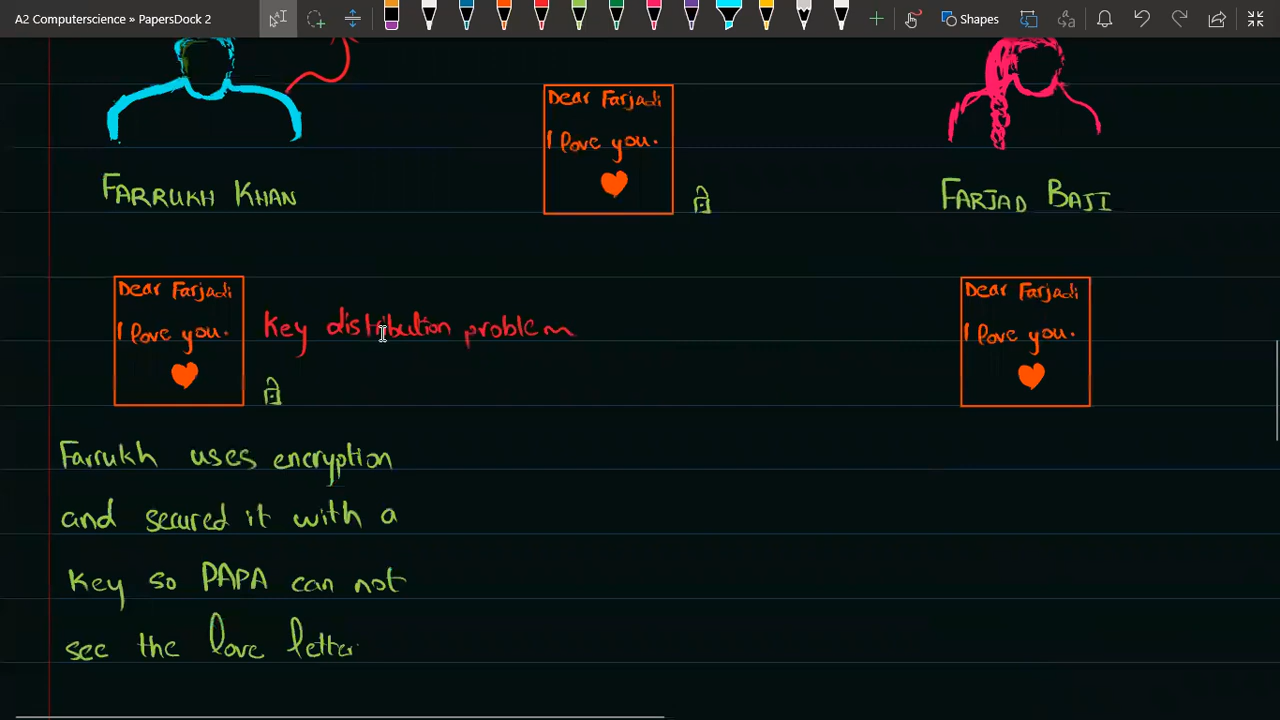 A2 Computerscience » PapersDock 2
Shapes
Dear Farjadi
I love you.
FARRUKH KHAN
FARJAD BAJI
Dear Farjadi
I love you.
Key distribution problem
Dear Farjadi
I love you.
Farrukh uses encryption
and secured it with a
key so PAPA can not
see the love letter.